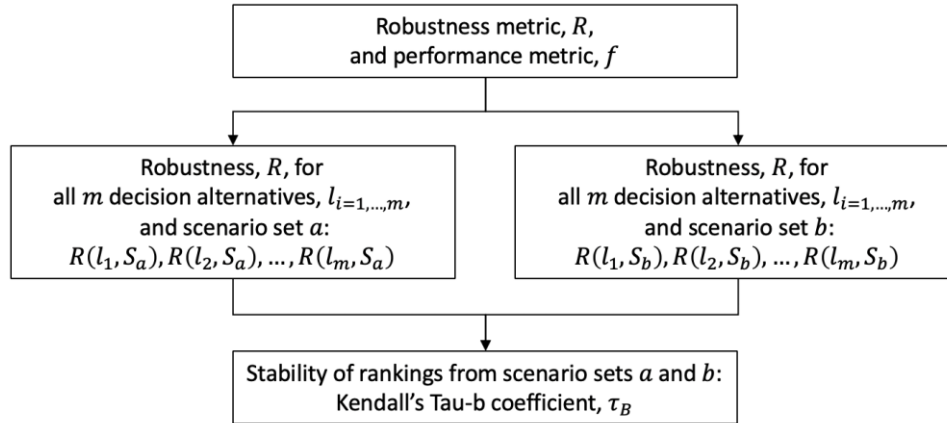 Robustness metric, R,
and performance metric, f
Robustness, R, for
all m decision alternatives, l_{i=1,…,m},
and scenario set a:
R(l_1, S_a), R(l_2, S_a), …, R(l_m, S_a)
Robustness, R, for
all m decision alternatives, l_{i=1,…,m},
and scenario set b:
R(l_1, S_b), R(l_2, S_b), …, R(l_m, S_b)
Stability of rankings from scenario sets a and b:
Kendall’s Tau-b coefficient, τ_B